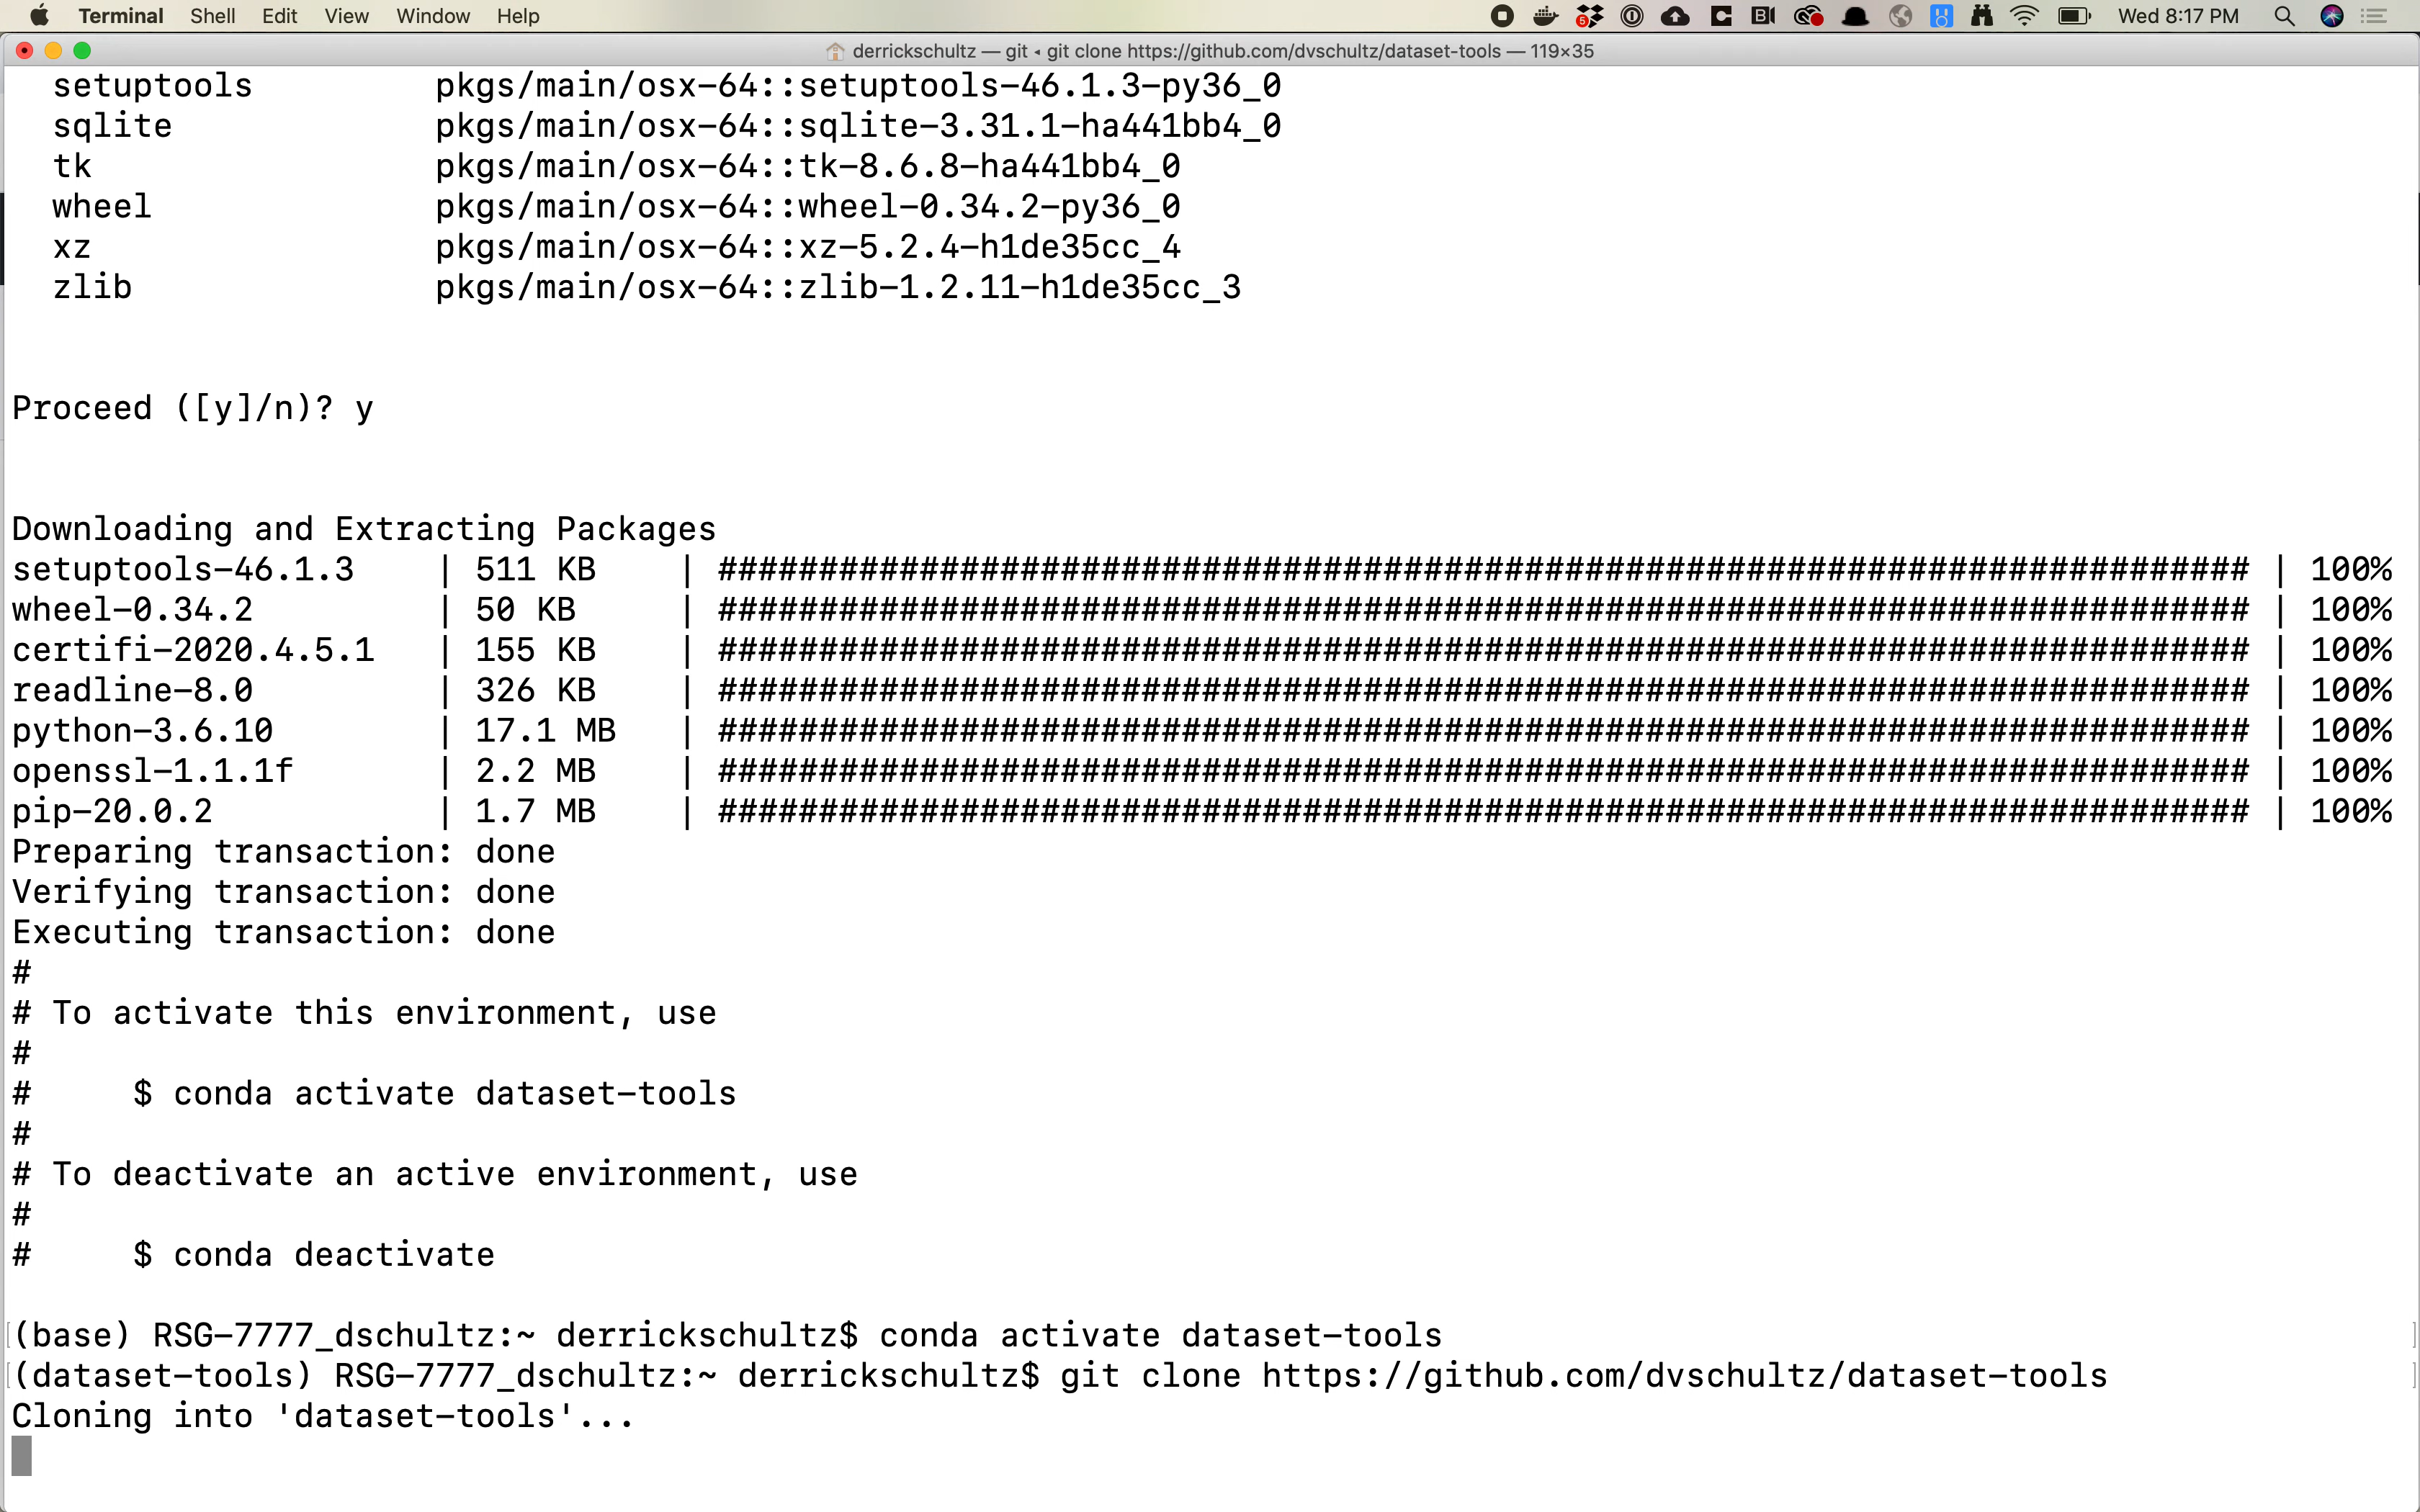 Terminal Shell Edit View Window Help Wed 8:17 PM
derrickschultz — git ◂ git clone https://github.com/dvschultz/dataset-tools — 119×35
setuptools pkgs/main/osx-64::setuptools-46.1.3-py36_0
sqlite pkgs/main/osx-64::sqlite-3.31.1-ha441bb4_0
tk pkgs/main/osx-64::tk-8.6.8-ha441bb4_0
wheel pkgs/main/osx-64::wheel-0.34.2-py36_0
xz pkgs/main/osx-64::xz-5.2.4-h1de35cc_4
zlib pkgs/main/osx-64::zlib-1.2.11-h1de35cc_3
Proceed ([y]/n)? y
Downloading and Extracting Packages
setuptools-46.1.3 | 511 KB | ############################################################################ | 100%
wheel-0.34.2 | 50 KB | ############################################################################ | 100%
certifi-2020.4.5.1 | 155 KB | ############################################################################ | 100%
readline-8.0 | 326 KB | ############################################################################ | 100%
python-3.6.10 | 17.1 MB | ############################################################################ | 100%
openssl-1.1.1f | 2.2 MB | ############################################################################ | 100%
pip-20.0.2 | 1.7 MB | ############################################################################ | 100%
Preparing transaction: done
Verifying transaction: done
Executing transaction: done
#
# To activate this environment, use
#
# $ conda activate dataset-tools
#
# To deactivate an active environment, use
#
# $ conda deactivate
(base) RSG-7777_dschultz:~ derrickschultz$ conda activate dataset-tools
(dataset-tools) RSG-7777_dschultz:~ derrickschultz$ git clone https://github.com/dvschultz/dataset-tools
Cloning into 'dataset-tools'...